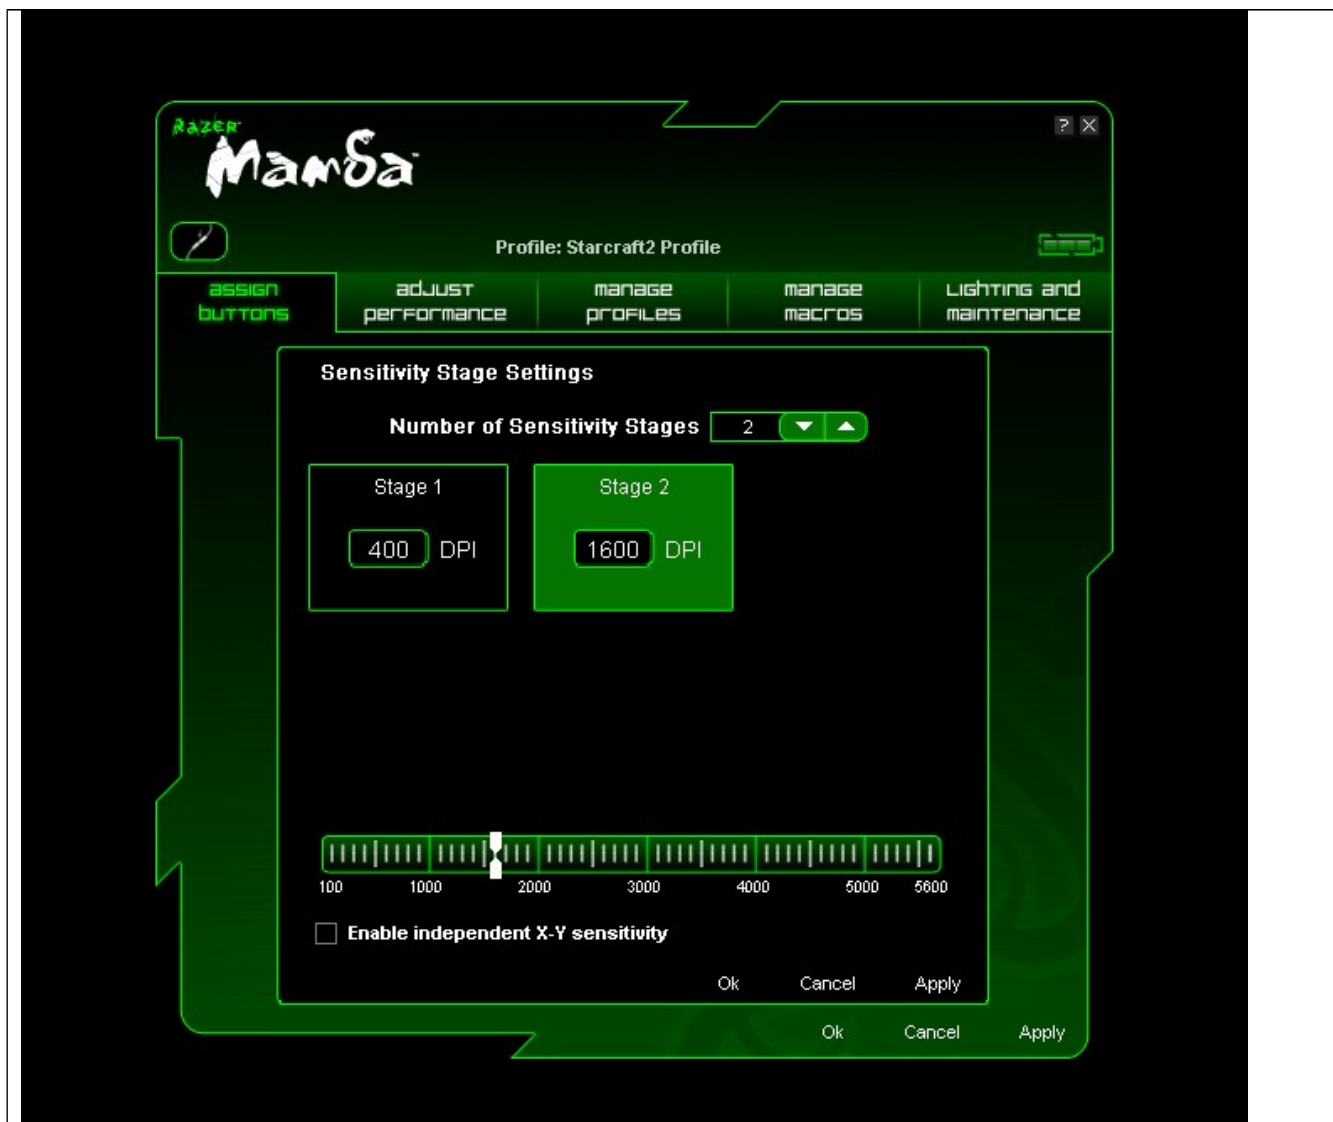 RAZER
MamBa
? X
Profile: Starcraft2 Profile
assign buttons
adjust performance
manage profiles
manage macros
Lighting and maintenance
Sensitivity Stage Settings
Number of Sensitivity Stages 2
Stage 1
Stage 2
400 DPI
1600 DPI
100 1000 2000 3000 4000 5000 5600
Enable independent X-Y sensitivity
Ok Cancel Apply
Ok Cancel Apply